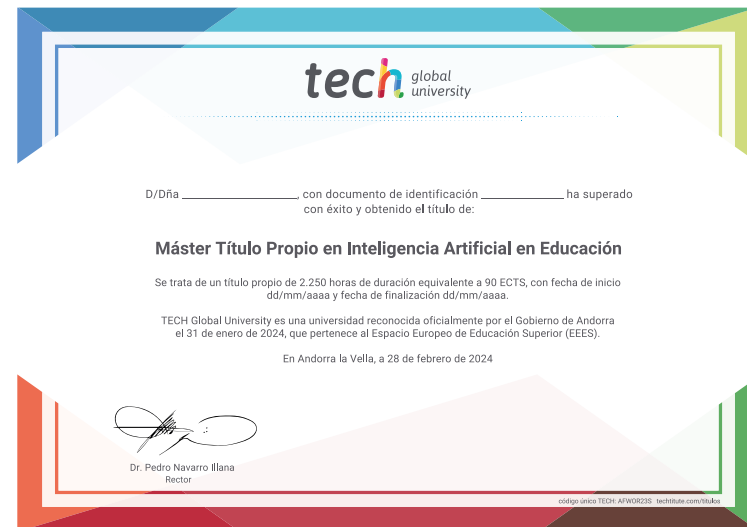 tech global university
D/Dña ______________, con documento de identificación ______________ ha superado
con éxito y obtenido el título de:
Máster Título Propio en Inteligencia Artificial en Educación
Se trata de un título propio de 2.250 horas de duración equivalente a 90 ECTS, con fecha de inicio
dd/mm/aaaa y fecha de finalización dd/mm/aaaa.
TECH Global University es una universidad reconocida oficialmente por el Gobierno de Andorra
el 31 de enero de 2024, que pertenece al Espacio Europeo de Educación Superior (EEES).
En Andorra la Vella, a 28 de febrero de 2024
Dr. Pedro Navarro Illana
Rector
código único TECH: AFWOR23S techtitute.com/titulos